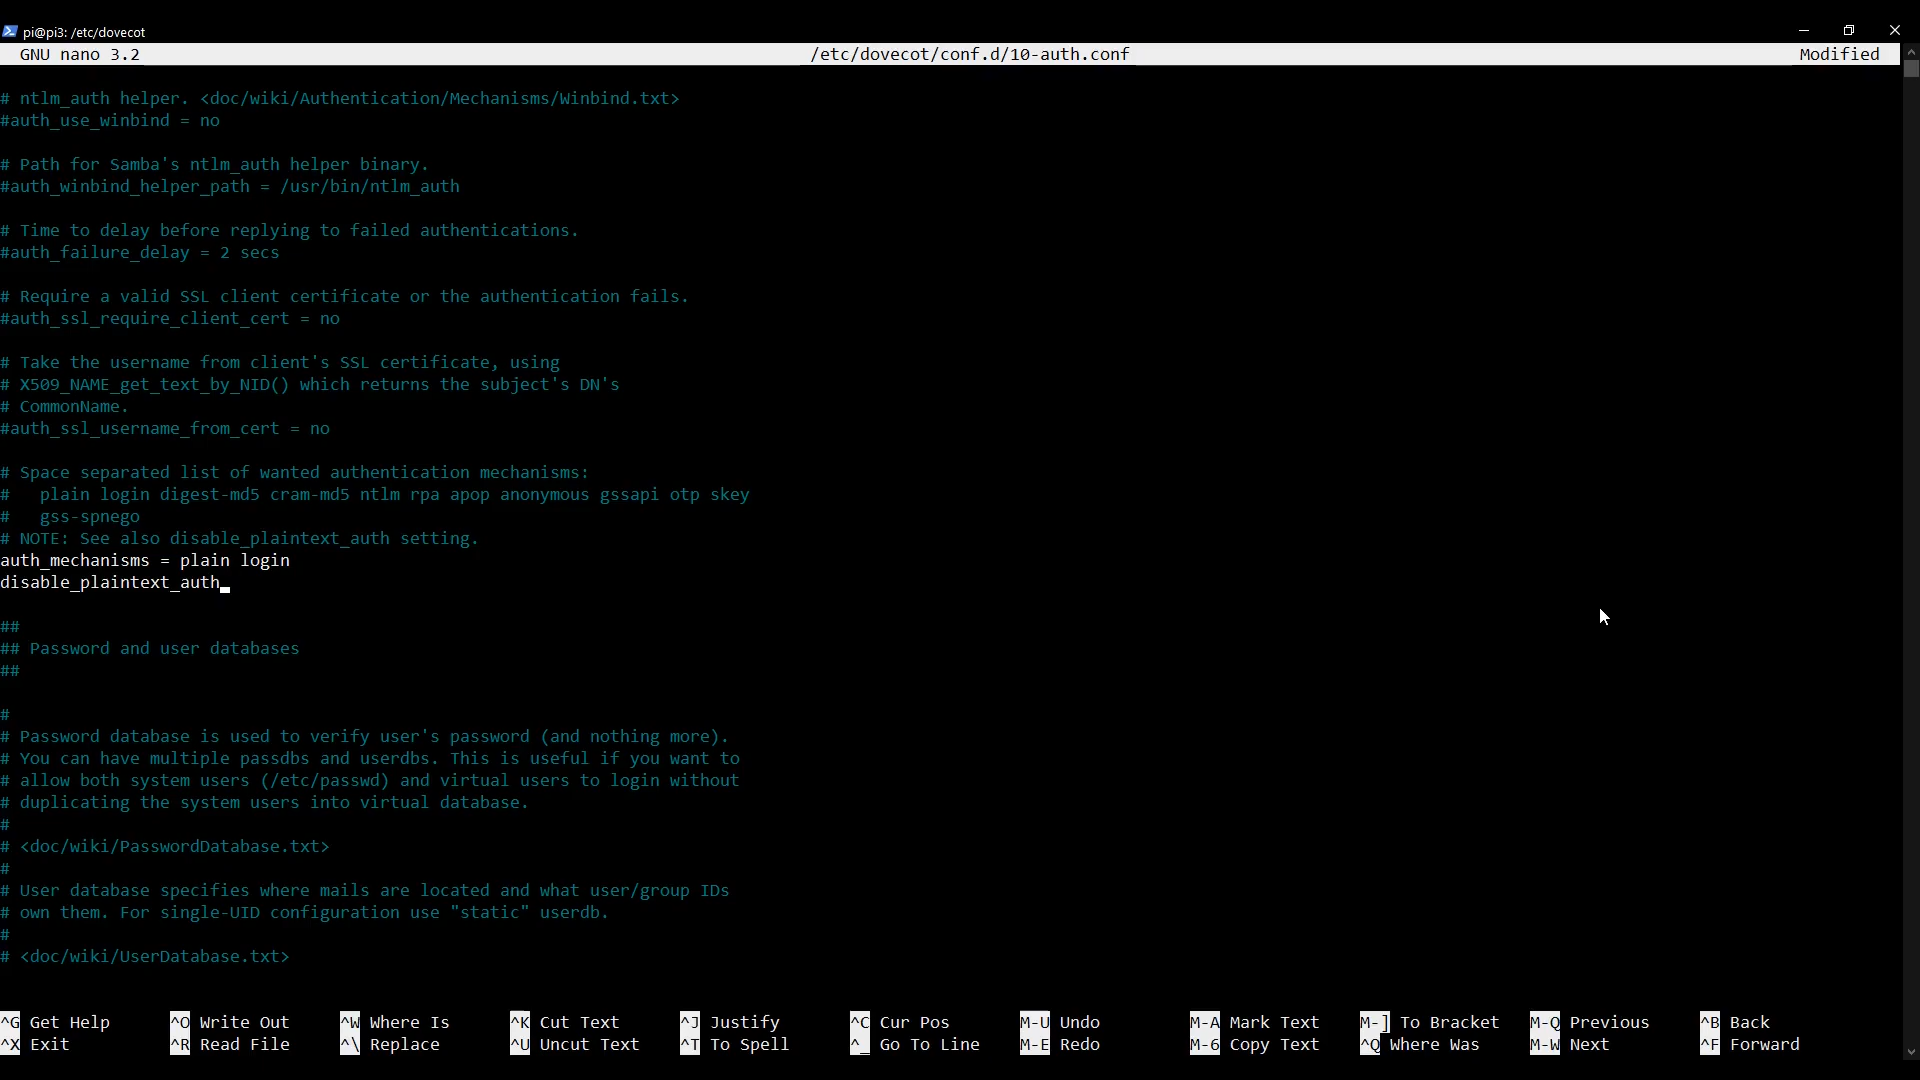 pi@pi3: /etc/dovecot
GNU nano 3.2 /etc/dovecot/conf.d/10-auth.conf Modified
# ntlm_auth helper. <doc/wiki/Authentication/Mechanisms/Winbind.txt>
#auth_use_winbind = no
# Path for Samba's ntlm_auth helper binary.
#auth_winbind_helper_path = /usr/bin/ntlm_auth
# Time to delay before replying to failed authentications.
#auth_failure_delay = 2 secs
# Require a valid SSL client certificate or the authentication fails.
#auth_ssl_require_client_cert = no
# Take the username from client's SSL certificate, using
# X509_NAME_get_text_by_NID() which returns the subject's DN's
# CommonName.
#auth_ssl_username_from_cert = no
# Space separated list of wanted authentication mechanisms:
#   plain login digest-md5 cram-md5 ntlm rpa apop anonymous gssapi otp skey
#   gss-spnego
# NOTE: See also disable_plaintext_auth setting.
auth_mechanisms = plain login
disable_plaintext_auth
##
## Password and user databases
##
#
# Password database is used to verify user's password (and nothing more).
# You can have multiple passdbs and userdbs. This is useful if you want to
# allow both system users (/etc/passwd) and virtual users to login without
# duplicating the system users into virtual database.
#
# <doc/wiki/PasswordDatabase.txt>
#
# User database specifies where mails are located and what user/group IDs
# own them. For single-UID configuration use "static" userdb.
#
# <doc/wiki/UserDatabase.txt>
^G Get Help ^O Write Out ^W Where Is ^K Cut Text ^J Justify ^C Cur Pos M-U Undo M-A Mark Text M-] To Bracket M-Q Previous ^B Back
^X Exit ^R Read File ^\ Replace ^U Uncut Text ^T To Spell ^_ Go To Line M-E Redo M-6 Copy Text ^Q Where Was M-W Next ^F Forward